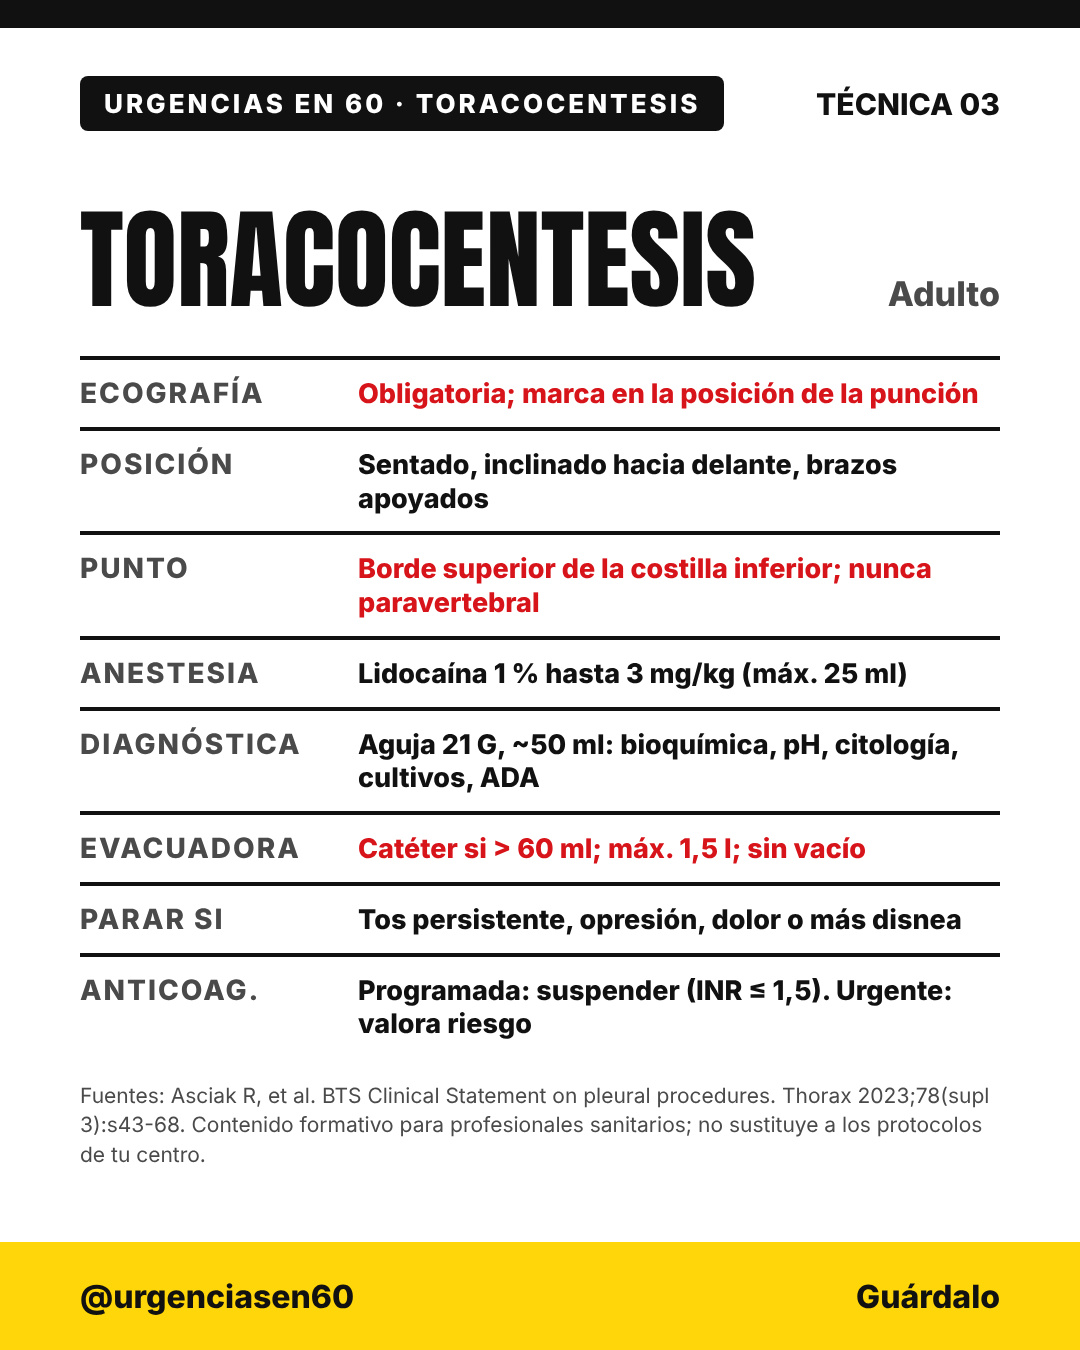 URGENCIAS EN 60 · TORACOCENTESIS
TÉCNICA 03
TORACOCENTESIS
Adulto
ECOGRAFÍA
Obligatoria; marca en la posición de la punción
POSICIÓN
Sentado, inclinado hacia delante, brazos
apoyados
PUNTO
Borde superior de la costilla inferior; nunca
paravertebral
ANESTESIA
Lidocaína 1 % hasta 3 mg/kg (máx. 25 ml)
DIAGNÓSTICA
Aguja 21 G, ~50 ml: bioquímica, pH, citología,
cultivos, ADA
EVACUADORA
Catéter si > 60 ml; máx. 1,5 l; sin vacío
PARAR SI
Tos persistente, opresión, dolor o más disnea
ANTICOAG.
Programada: suspender (INR ≤ 1,5). Urgente:
valora riesgo
Fuentes: Asciak R, et al. BTS Clinical Statement on pleural procedures. Thorax 2023;78(supl
3):s43-68. Contenido formativo para profesionales sanitarios; no sustituye a los protocolos
de tu centro.
@urgenciasen60
Guárdalo